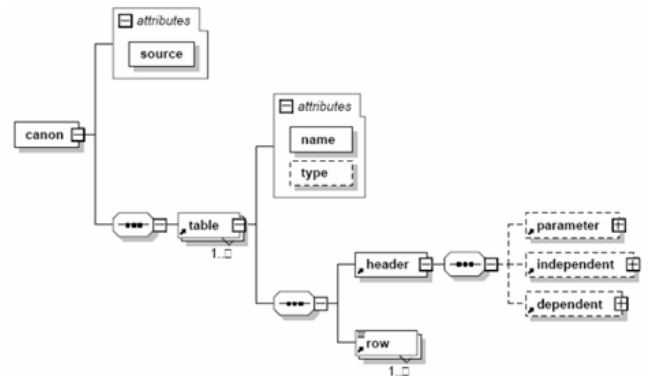 attributes
source
canon
attributes
name
type
table
1..□
header
parameter
independent
dependent
row
1..□